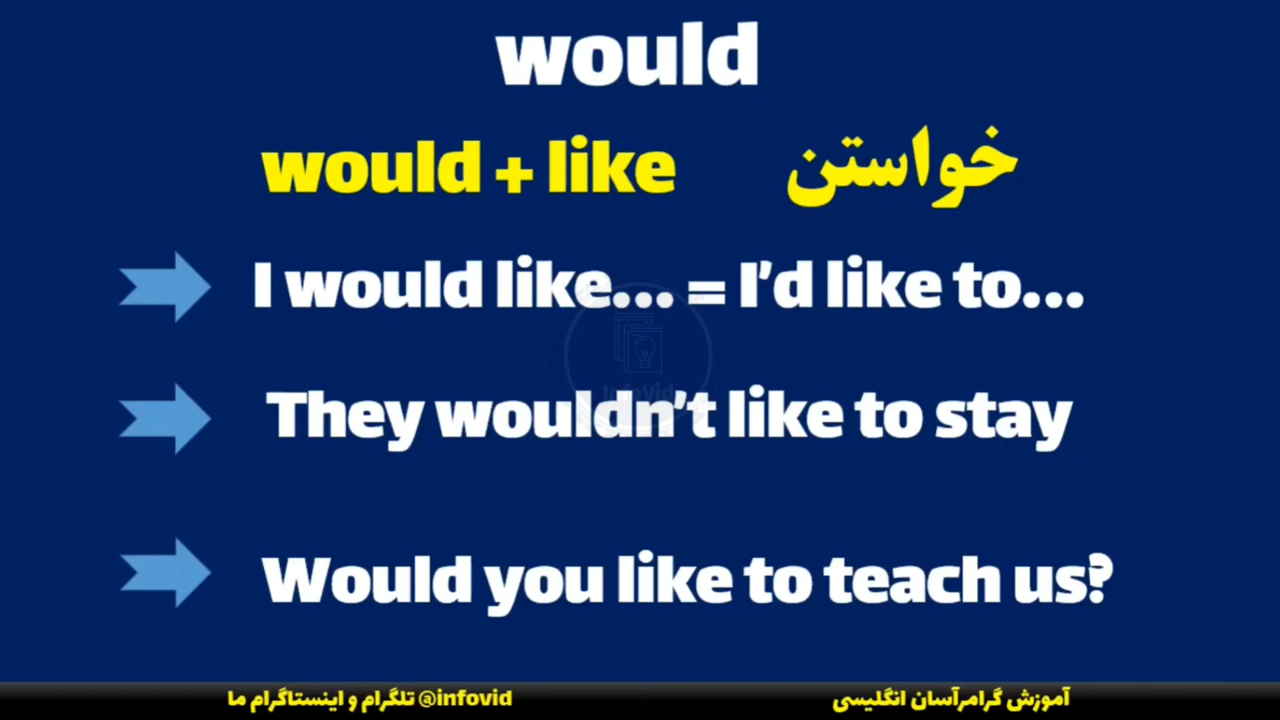 would
would + like خواستن
I would like... = I'd like to...
They wouldn't like to stay
Would you like to teach us?
InfoVid
آموزش گرامرآسان انگلیسی
@infovid تلگرام و اینستاگرام ما